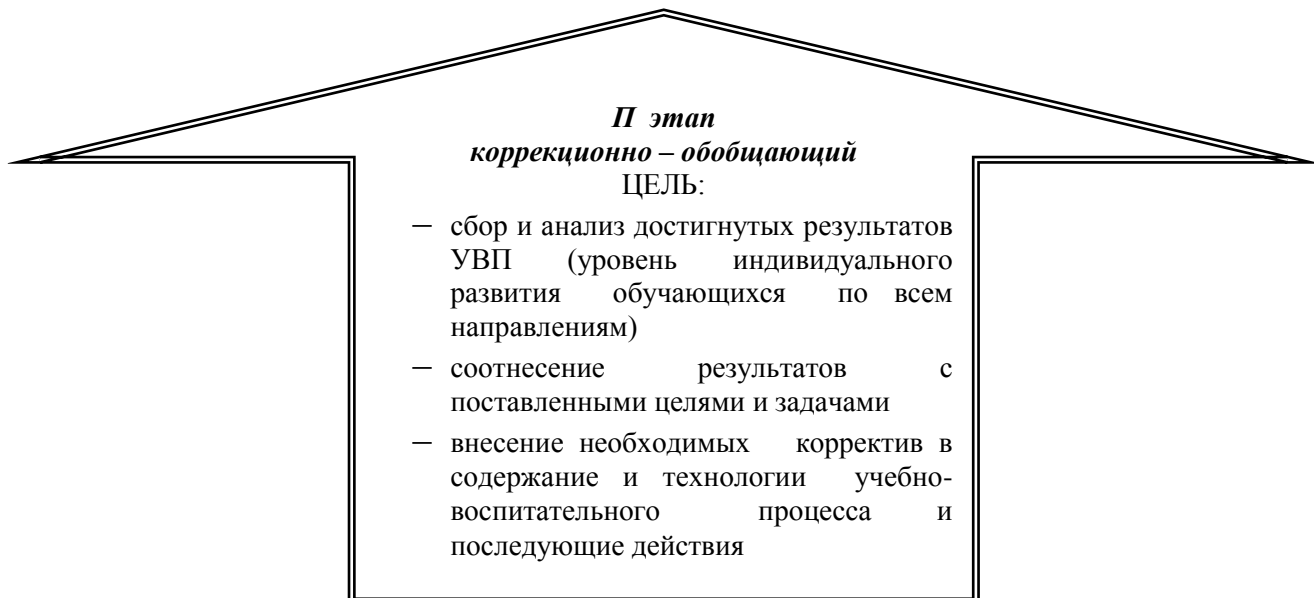 П этап
коррекционно – обобщающий
ЦЕЛЬ:
– сбор и анализ достигнутых результатов
УВП (уровень индивидуального
развития обучающихся по всем
направлениям)
– соотнесение результатов с
поставленными целями и задачами
– внесение необходимых корректив в
содержание и технологии учебно-
воспитательного процесса и
последующие действия